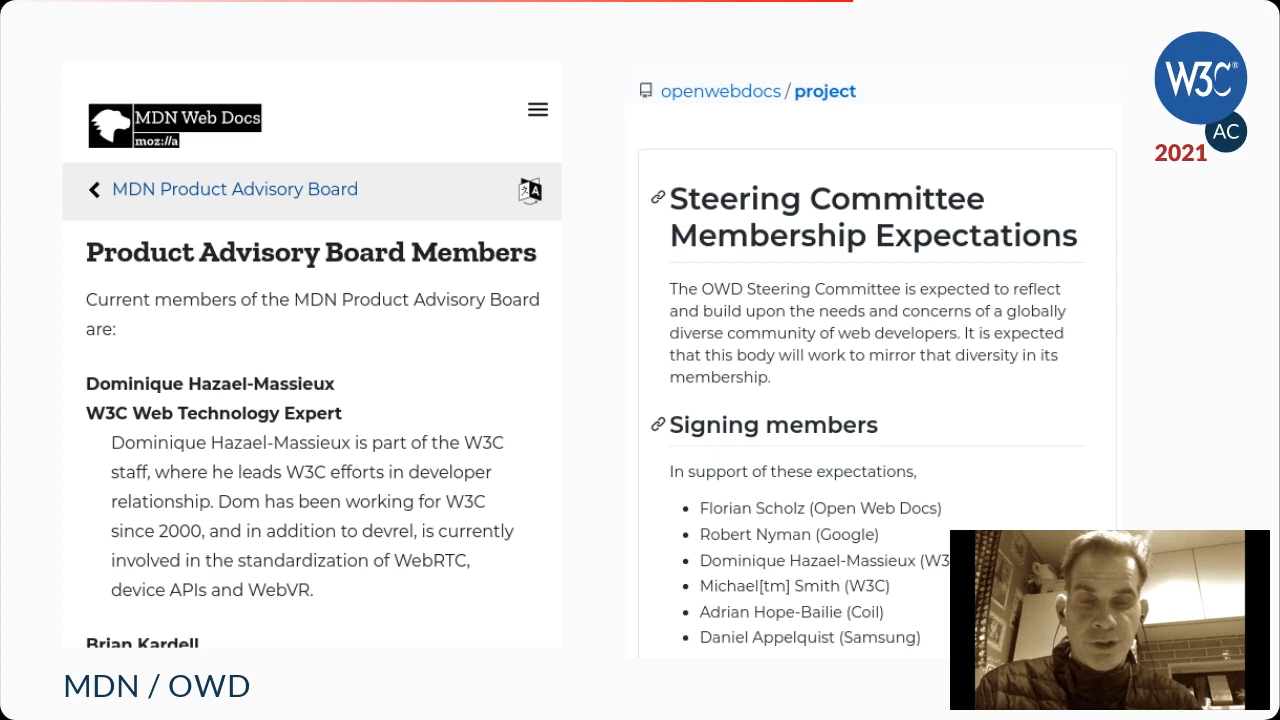 MDN Web Docs
moz://a
MDN Product Advisory Board
Product Advisory Board Members
Current members of the MDN Product Advisory Board
are:
Dominique Hazael-Massieux
W3C Web Technology Expert
Dominique Hazael-Massieux is part of the W3C
staff, where he leads W3C efforts in developer
relationship. Dom has been working for W3C
since 2000, and in addition to devrel, is currently
involved in the standardization of WebRTC,
device APIs and WebVR.
Brian Kardell
openwebdocs / project
Steering Committee
Membership Expectations
The OWD Steering Committee is expected to reflect
and build upon the needs and concerns of a globally
diverse community of web developers. It is expected
that this body will work to mirror that diversity in its
membership.
Signing members
In support of these expectations,
• Florian Scholz (Open Web Docs)
• Robert Nyman (Google)
• Dominique Hazael-Massieux (W3
• Michael[tm] Smith (W3C)
• Adrian Hope-Bailie (Coil)
• Daniel Appelquist (Samsung)
W3C®
AC
2021
MDN / OWD